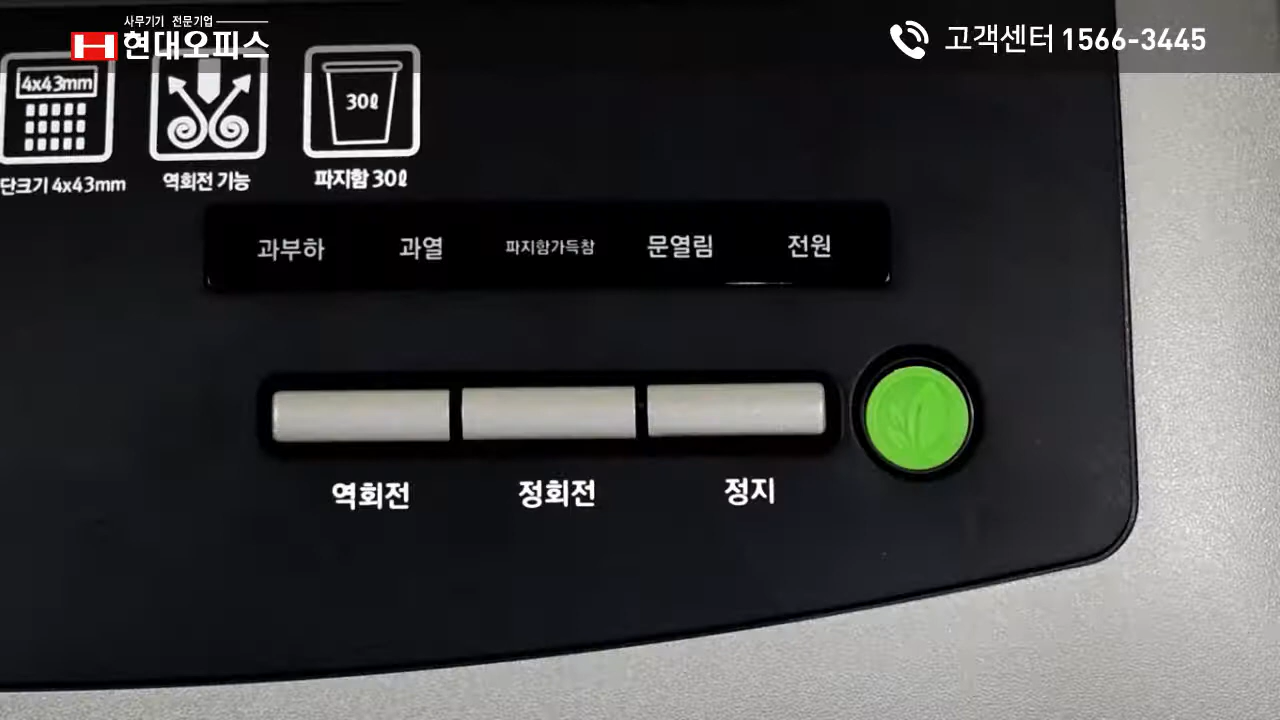 사무기기 전문기업
현대오피스
고객센터 1566-3445
4x43mm
30ℓ
단크기 4x43mm
역회전 기능
파지함 30ℓ
과부하
과열
파지함가득참
문열림
전원
역회전
정회전
정지